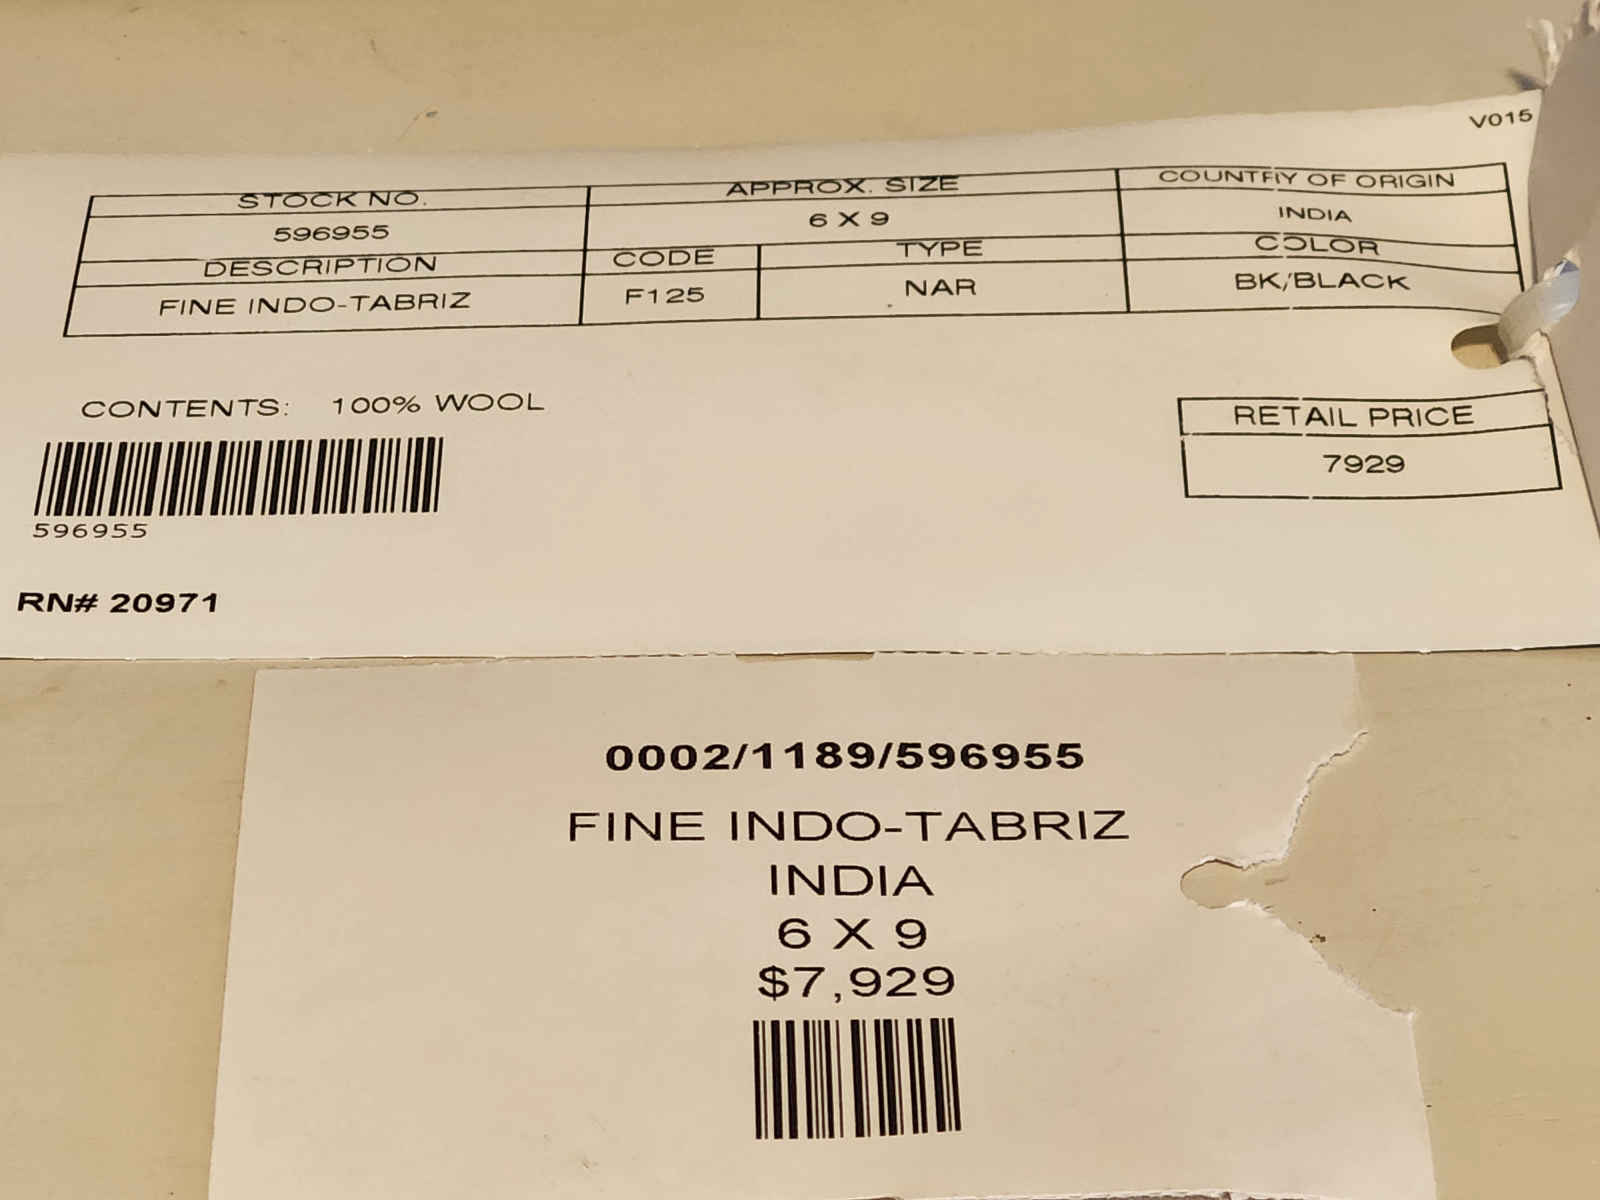 V015
STOCK NO. APPROX. SIZE COUNTRY OF ORIGIN
596955 6 X 9 INDIA
DESCRIPTION CODE TYPE COLOR
FINE INDO-TABRIZ F125 NAR BK/BLACK
CONTENTS: 100% WOOL
RETAIL PRICE
7929
596955
RN# 20971
0002/1189/596955
FINE INDO-TABRIZ
INDIA
6 X 9
$7,929